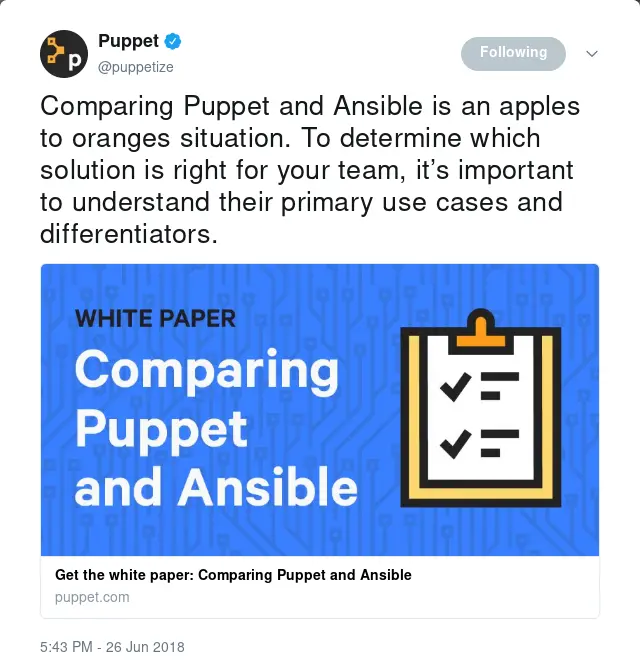 Puppet
@puppetize
Following
Comparing Puppet and Ansible is an apples
to oranges situation. To determine which
solution is right for your team, it’s important
to understand their primary use cases and
differentiators.
WHITE PAPER
Comparing
Puppet
and Ansible
Get the white paper: Comparing Puppet and Ansible
puppet.com
5:43 PM - 26 Jun 2018